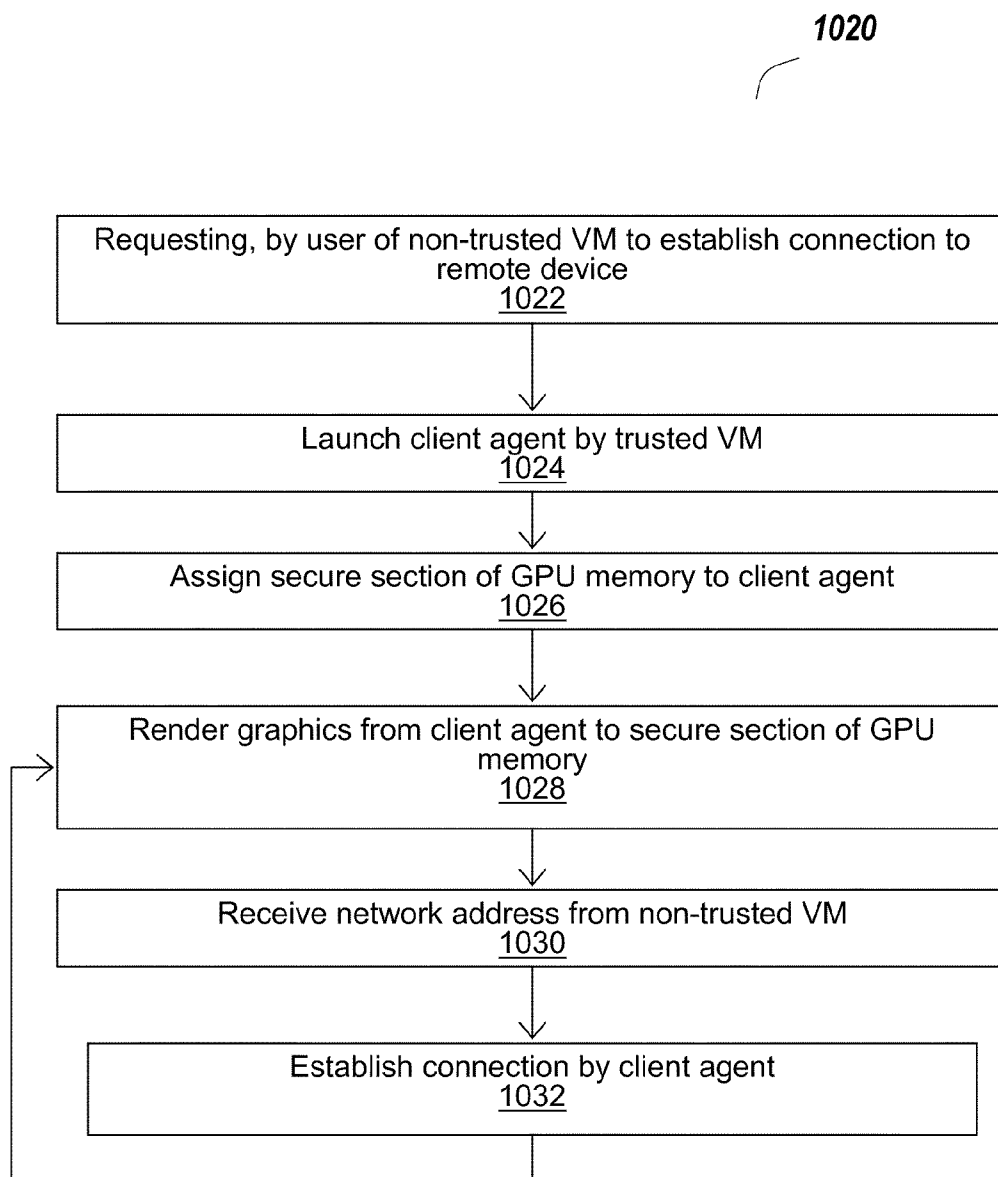 1020
Requesting, by user of non-trusted VM to establish connection to
remote device
1022
Launch client agent by trusted VM
1024
Assign secure section of GPU memory to client agent
1026
Render graphics from client agent to secure section of GPU
memory
1028
Receive network address from non-trusted VM
1030
Establish connection by client agent
1032